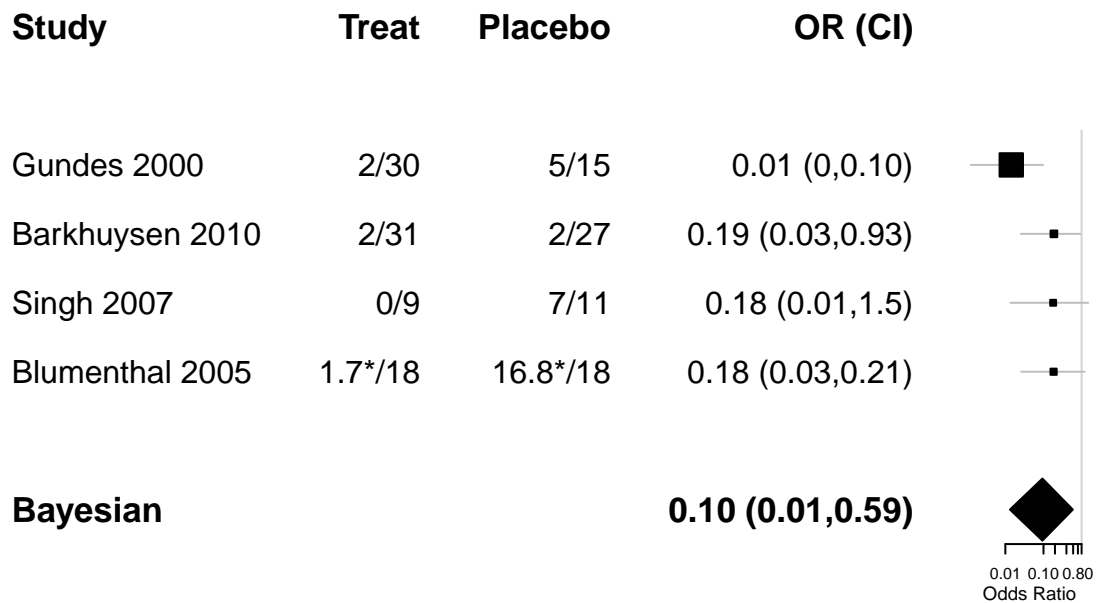 Study Treat Placebo OR (CI)
Gundes 2000 2/30 5/15 0.01 (0,0.10)
Barkhuysen 2010 2/31 2/27 0.19 (0.03,0.93)
Singh 2007 0/9 7/11 0.18 (0.01,1.5)
Blumenthal 2005 1.7*/18 16.8*/18 0.18 (0.03,0.21)
Bayesian 0.10 (0.01,0.59)
0.01 0.10 0.80
Odds Ratio